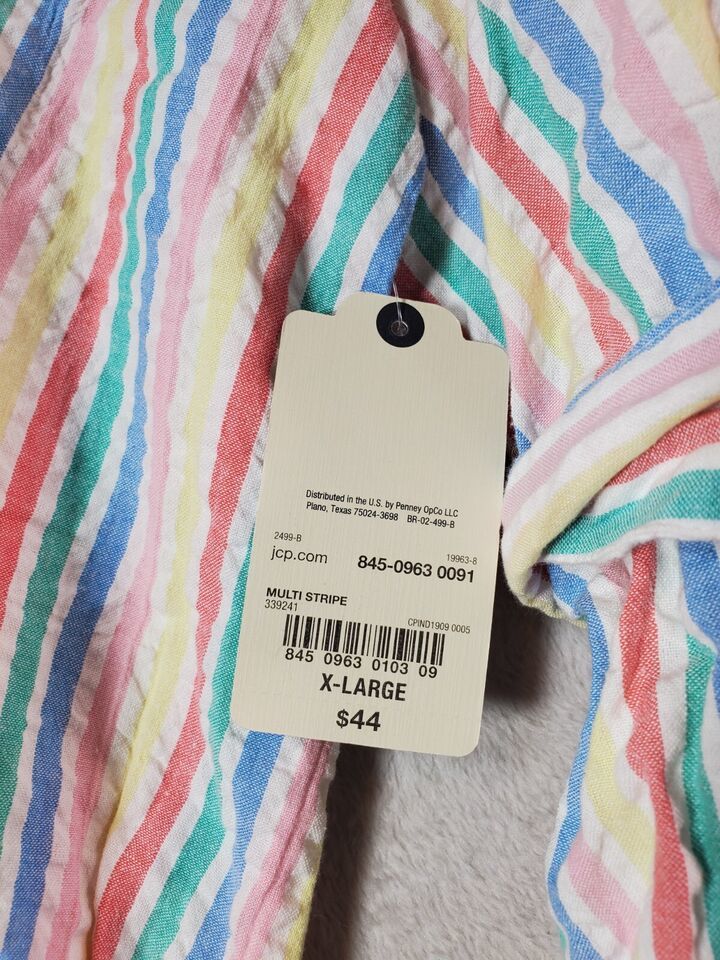 Distributed in the U.S. by Penney OpCo LLC
Plano, Texas 75024-3698 BR-02-499-B
2499-B 19963-8
jcp.com 845-0963 0091
MULTI STRIPE
339241 CPIND1909 0005
845 0963 0103 09
X-LARGE
$44